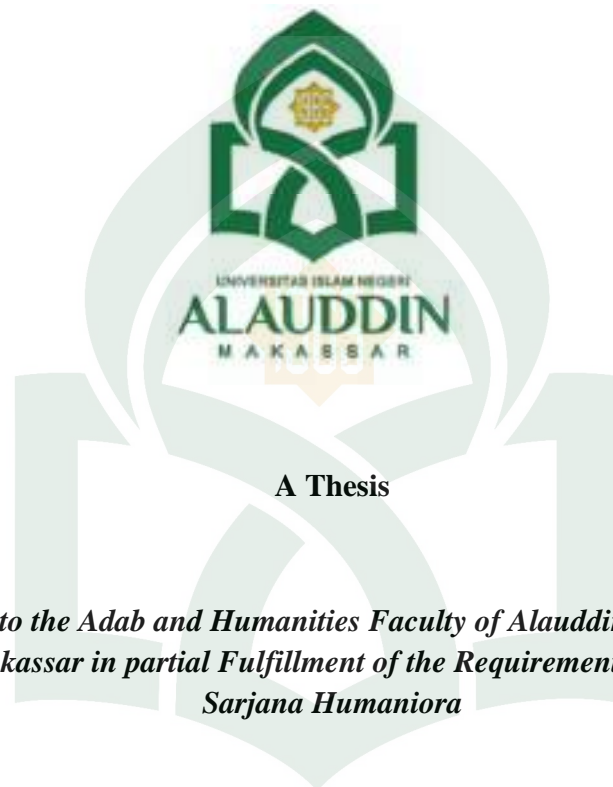 UNIVERSITAS ISLAM NEGERI
ALAUDDIN
MAKASSAR
A Thesis
to the Adab and Humanities Faculty of Alauddin
kassar in partial Fulfillment of the Requirement
Sarjana Humaniora